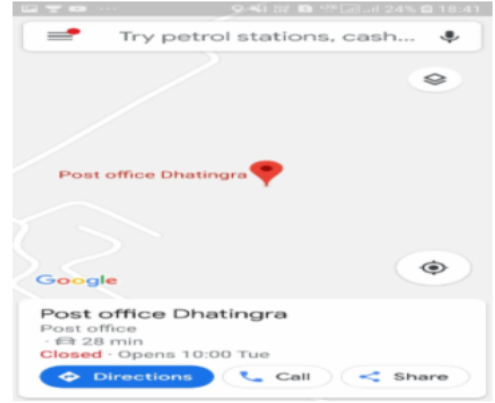 24% 18:41
Try petrol stations, cash...
Post office Dhatingra
Google
Post office Dhatingra
Post office
· 28 min
Closed · Opens 10:00 Tue
Directions Call Share